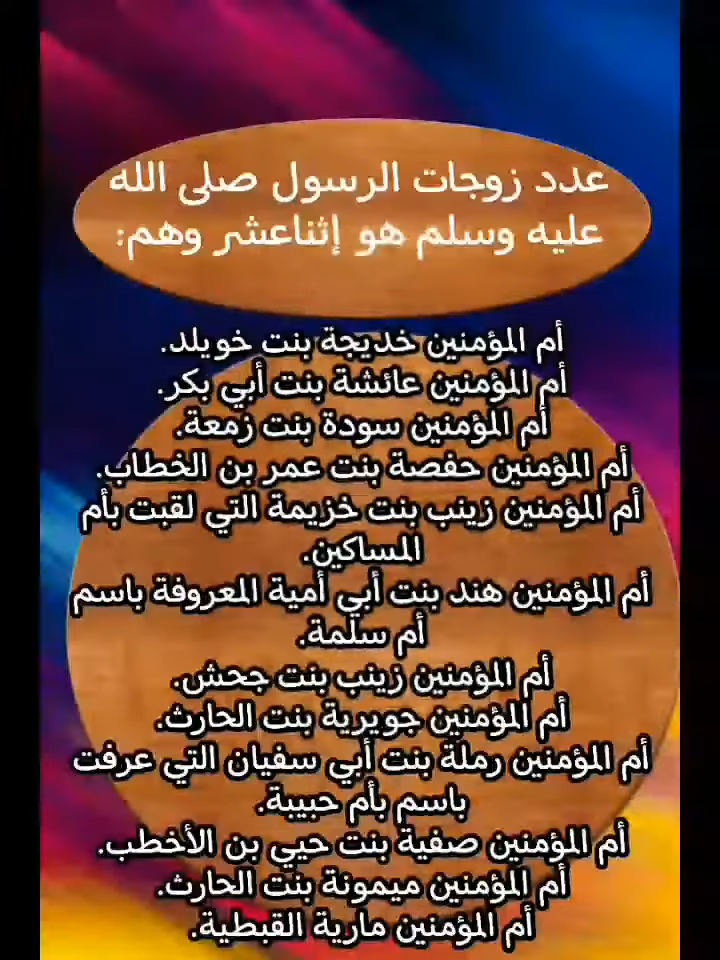 عدد زوجات الرسول صلى الله
عليه وسلم هو إثناعشر وهم:
أم المؤمنين خديجة بنت خويلد.
أم المؤمنين عائشة بنت أبي بكر.
أم المؤمنين سودة بنت زمعة.
أم المؤمنين حفصة بنت عمر بن الخطاب.
أم المؤمنين زينب بنت خزيمة التي لقبت بأم
المساكين.
أم المؤمنين هند بنت أبي أمية المعروفة باسم
أم سلمة.
أم المؤمنين زينب بنت جحش.
أم المؤمنين جويرية بنت الحارث.
أم المؤمنين رملة بنت أبي سفيان التي عرفت
باسم بأم حبيبة.
أم المؤمنين صفية بنت حيي بن الأخطب.
أم المؤمنين ميمونة بنت الحارث.
أم المؤمنين مارية القبطية.